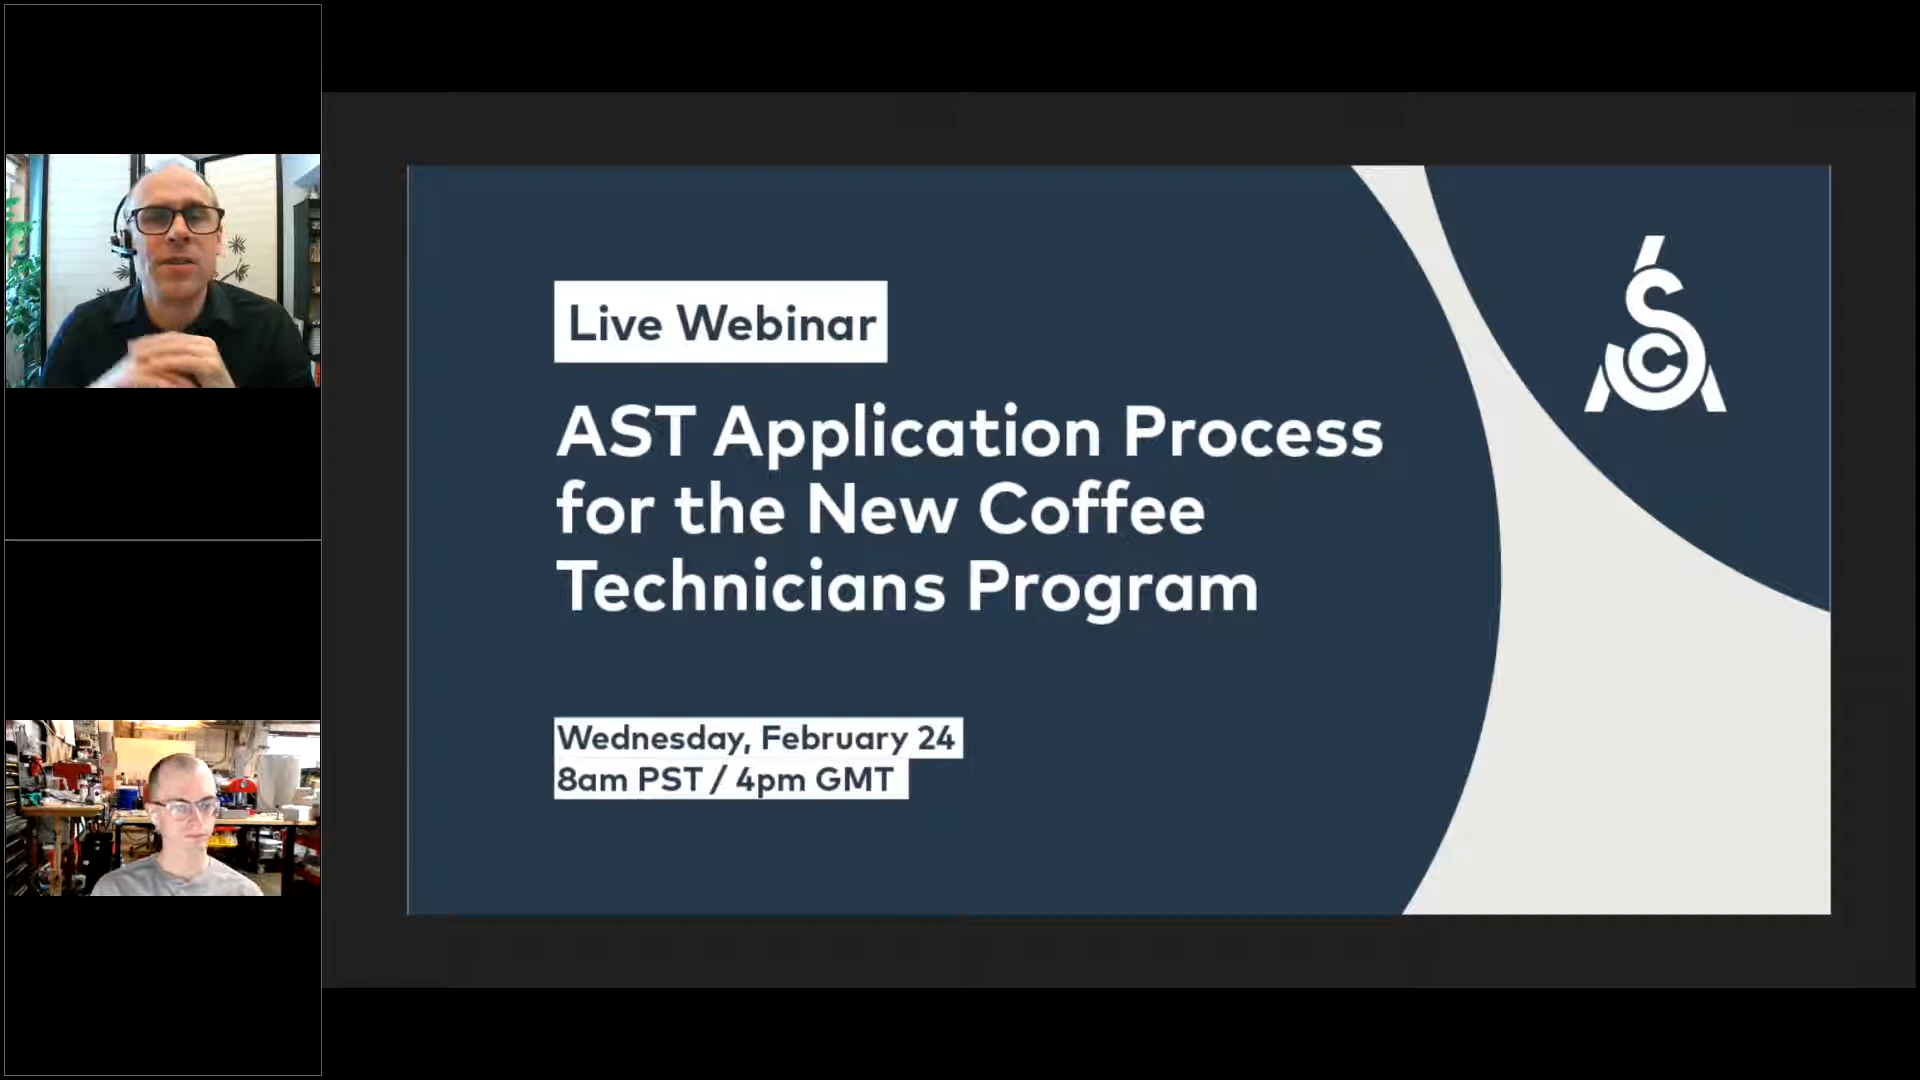 Live Webinar
AST Application Process
for the New Coffee
Technicians Program
Wednesday, February 24
8am PST / 4pm GMT
SCA